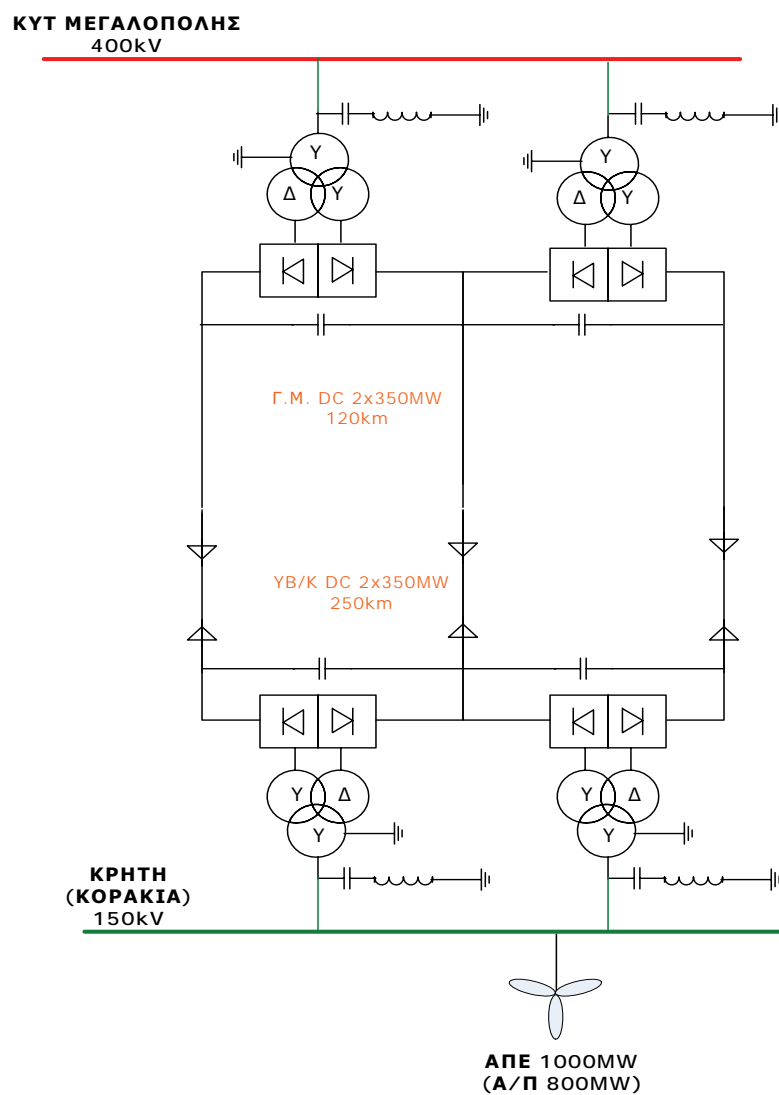 ΚΥΤ ΜΕΓΑΛΟΠΟΛΗΣ
400kV
Υ
Δ Υ
Υ
Δ Υ
Γ.Μ. DC 2x350MW
120km
ΥΒ/Κ DC 2x350MW
250km
Υ Δ
Υ
Υ Δ
Υ
ΚΡΗΤΗ
(ΚΟΡΑΚΙΑ)
150kV
ΑΠΕ 1000MW
(Α/Π 800MW)